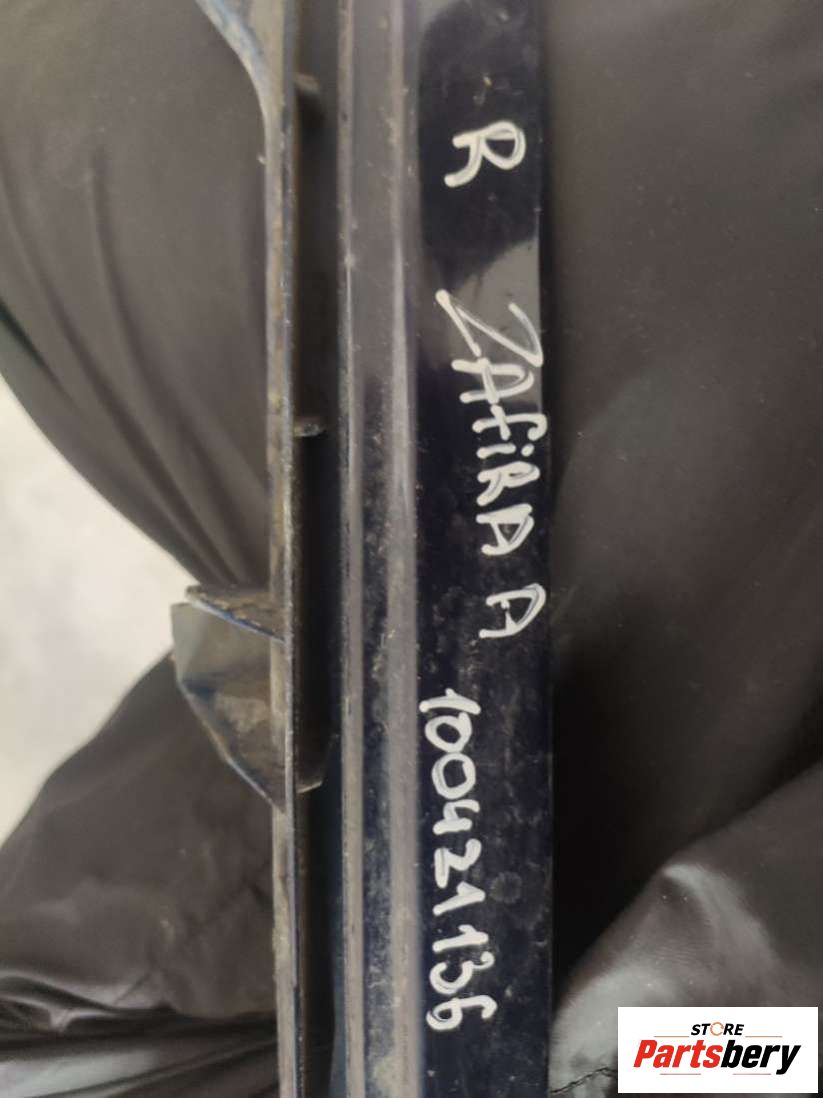 R ZAFiRA A 100421136
STORE
Partsbery